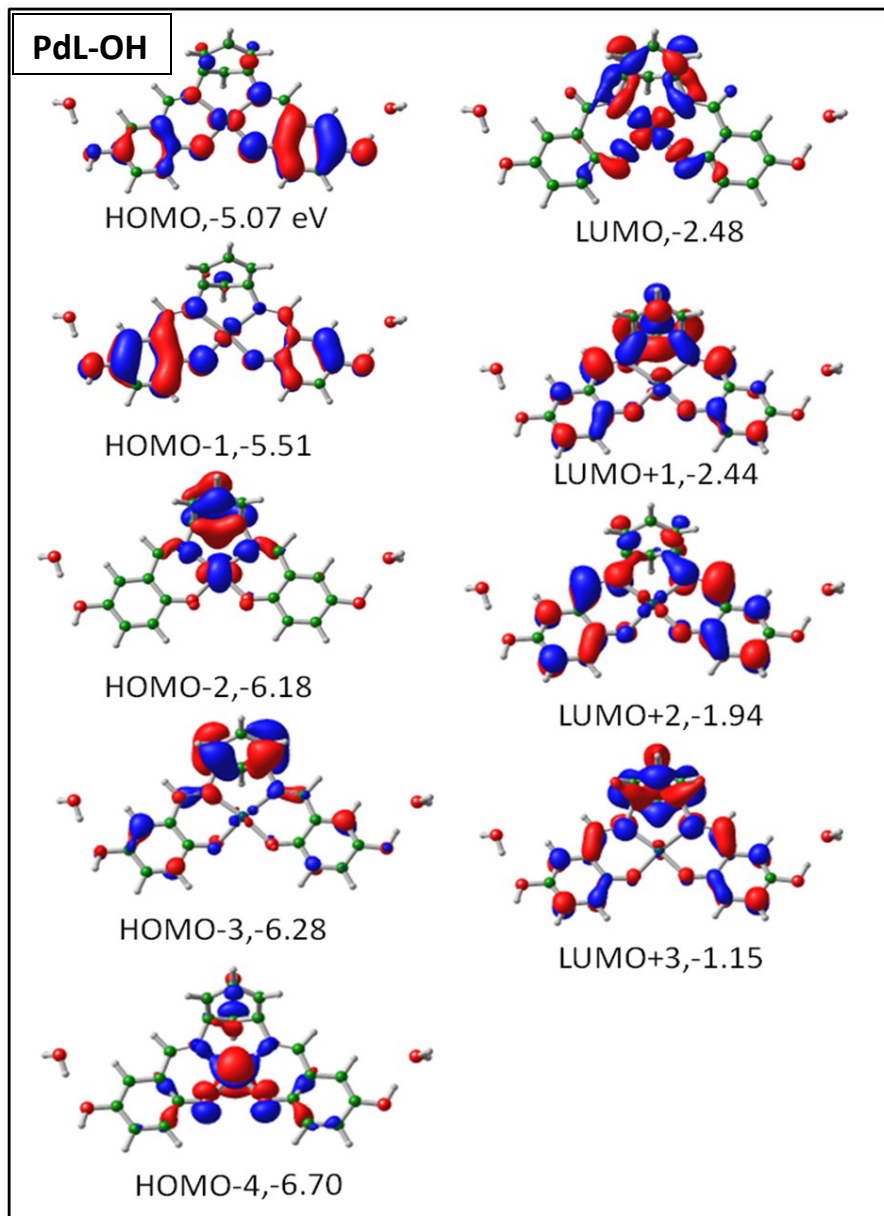 PdL-OH
HOMO,-5.07 eV
LUMO,-2.48
HOMO-1,-5.51
LUMO+1,-2.44
HOMO-2,-6.18
LUMO+2,-1.94
HOMO-3,-6.28
LUMO+3,-1.15
HOMO-4,-6.70